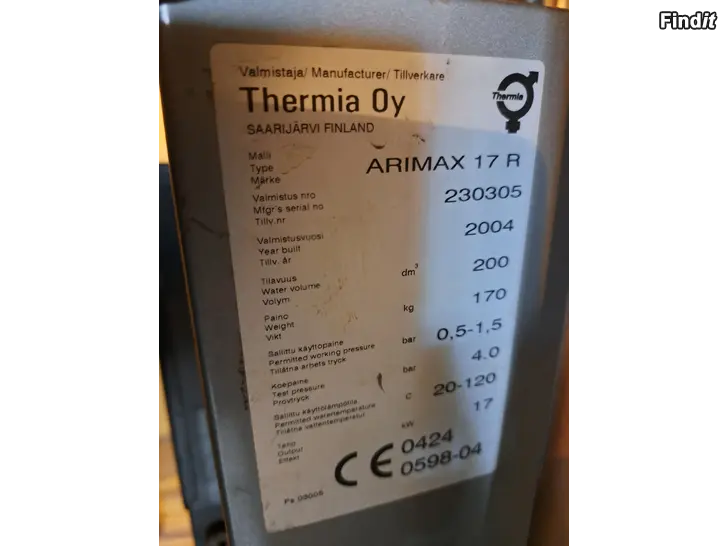 Findit
Valmistaja/ Manufacturer/ Tillverkare
Thermia Oy
SAARIJÄRVI FINLAND
Thermia
Malli
Type
Märke
ARIMAX 17 R
Valmistus nro
Mfgr's serial no
Tillv.nr
230305
Valmistusvuosi
Year built
Tillv. år
2004
Tilavuus
Water volume
Volym
dm³
200
Paino
Weight
Vikt
kg
170
Sallittu käyttöpaine
Permitted working pressure
Tillåtna arbets tryck
bar
0,5-1,5
Koepaine
Test pressure
Provtryck
bar
4.0
Sallittu käyttölämpötila
Permitted watertemperature
Tillåtna vattentemperatur
C
20-120
Teho
Output
Effekt
kW
17
CE
0424
0598-04